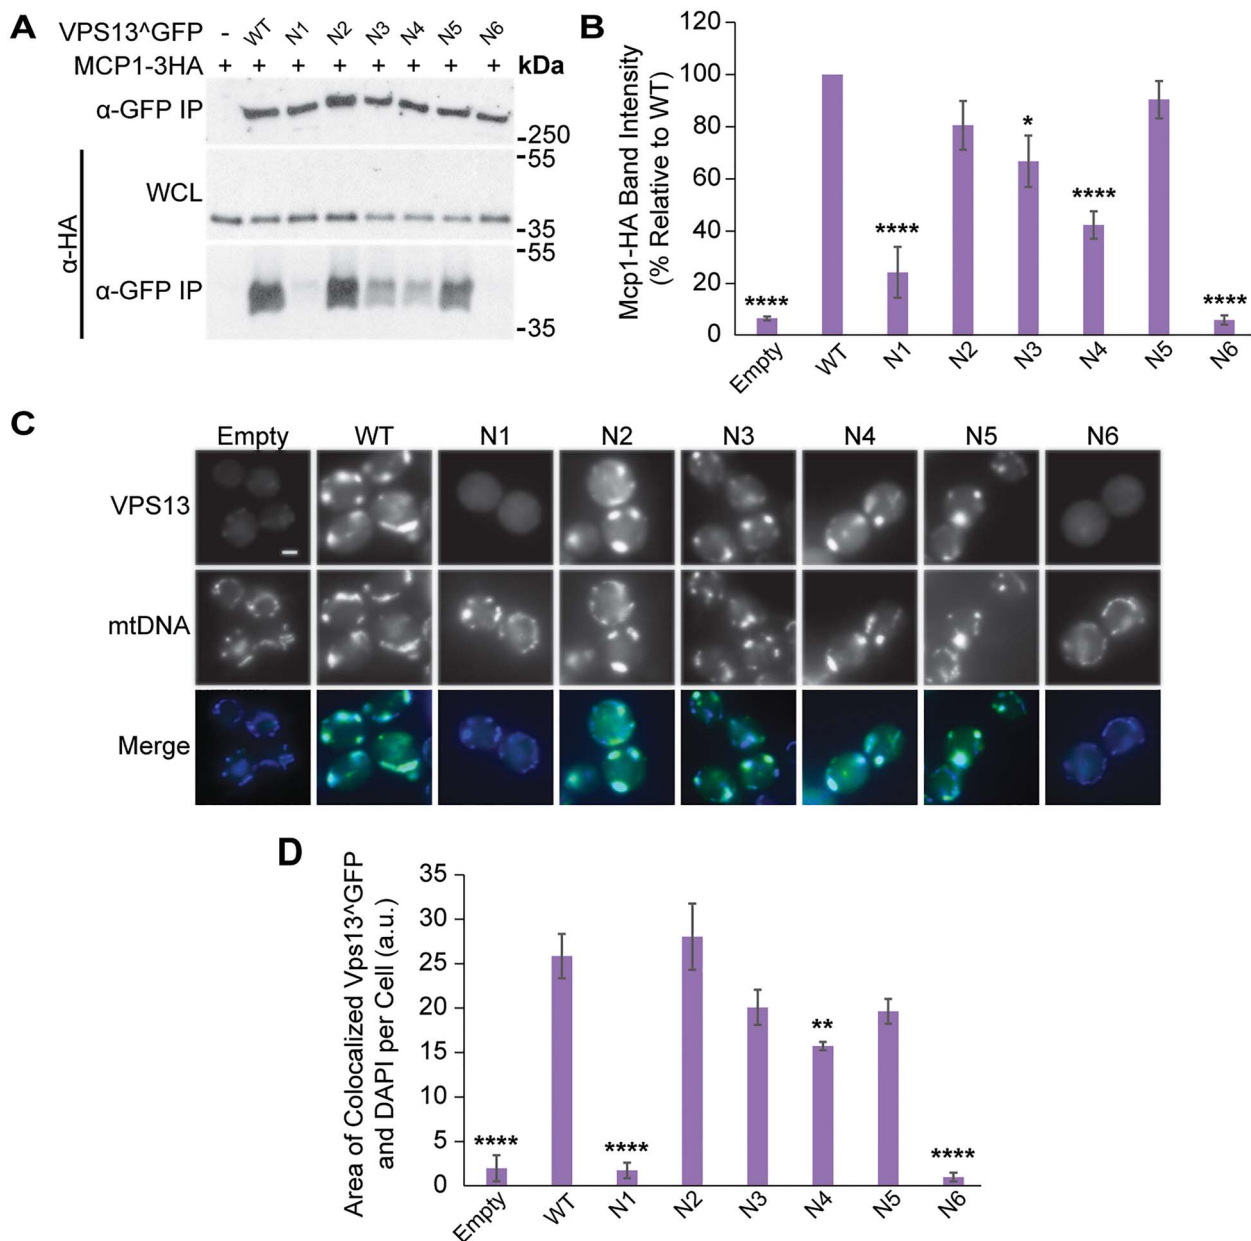 A
VPS13^GFP - WT N1 N2 N3 N4 N5 N6
MCP1-3HA + + + + + + + + kDa
α-GFP IP
-250
-55
WCL
α-HA
-35
-55
α-GFP IP
-35
B
Mcp1-HA Band Intensity
(% Relative to WT)
120
100
80
60
40
20
0
****
****
*
****
****
Empty WT N1 N2 N3 N4 N5 N6
C
Empty WT N1 N2 N3 N4 N5 N6
VPS13
mtDNA
Merge
D
Area of Colocalized Vps13^GFP
and DAPI per Cell (a.u.)
35
30
25
20
15
10
5
0
****
****
**
****
Empty WT N1 N2 N3 N4 N5 N6